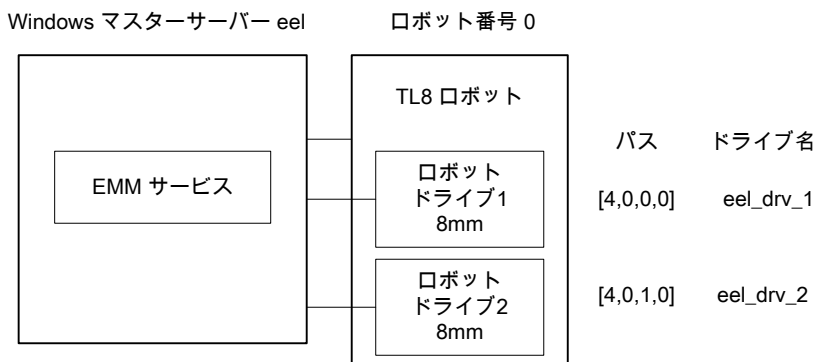 Windows マスターサーバー eel
ロボット番号 0
TL8 ロボット
パス
ドライブ名
EMM サービス
ロボット
ドライブ1
8mm
[4,0,0,0]
eel_drv_1
ロボット
ドライブ2
8mm
[4,0,1,0]
eel_drv_2